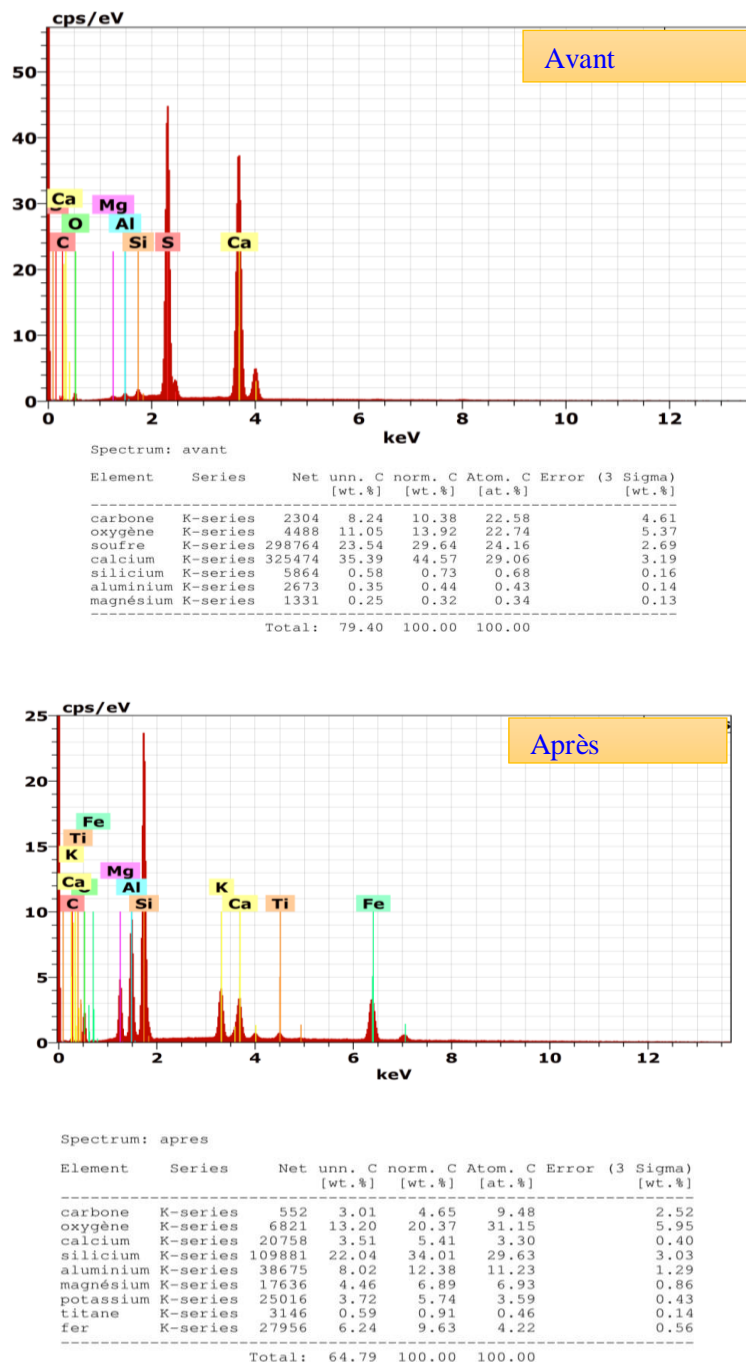 cps/eV
Avant
50
40
30
20
10
0
Ca
C
O
Mg
Al
Si
S
Ca
0 2 4 6 8 10 12
keV
Spectrum: avant
Element Series Net unn. C norm. C Atom. C Error (3 Sigma)
[wt.%] [wt.%] [at.%] [wt.%]
carbone K-series 2304 8.24 10.38 22.58 4.61
oxygène K-series 4488 11.05 13.92 22.74 5.37
soufre K-series 298764 23.54 29.64 24.16 2.69
calcium K-series 325474 35.39 44.57 29.06 3.19
silicium K-series 5864 0.58 0.73 0.68 0.16
aluminium K-series 2673 0.35 0.44 0.43 0.14
magnésium K-series 1331 0.25 0.32 0.34 0.13
Total: 79.40 100.00 100.00
cps/eV
Après
25
20
15
10
5
0
Fe
Ti
K
Ca
C
Mg
Al
Si
K
Ca
Ti
Fe
0 2 4 6 8 10 12
keV
Spectrum: apres
Element Series Net unn. C norm. C Atom. C Error (3 Sigma)
[wt.%] [wt.%] [at.%] [wt.%]
carbone K-series 552 3.01 4.65 9.48 2.52
oxygène K-series 6821 13.20 20.37 31.15 5.95
calcium K-series 20758 3.51 5.41 3.30 0.40
silicium K-series 109881 22.04 34.01 29.63 3.03
aluminium K-series 38675 8.02 12.38 11.23 1.29
magnésium K-series 17636 4.46 6.89 6.93 0.86
potassium K-series 25016 3.72 5.74 3.59 0.43
titane K-series 3146 0.59 0.91 0.46 0.14
fer K-series 27956 6.24 9.63 4.22 0.56
Total: 64.79 100.00 100.00